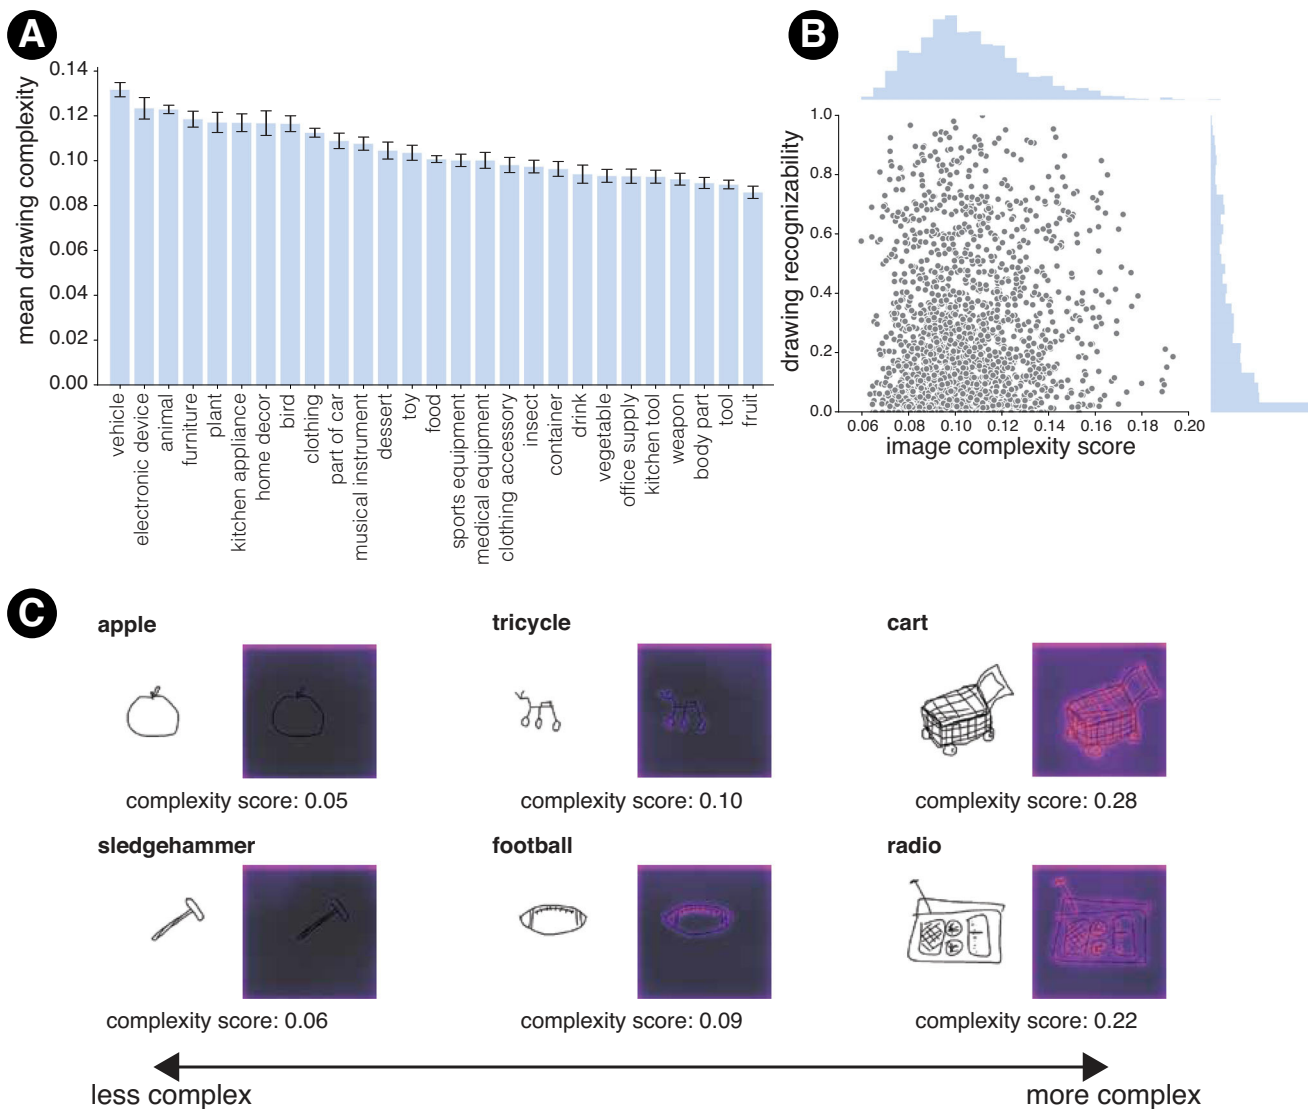 A
mean drawing complexity
0.14
0.12
0.10
0.08
0.06
0.04
0.02
0.00
vehicle
electronic device
animal
furniture
plant
kitchen appliance
home decor
bird
clothing
part of car
musical instrument
dessert
toy
food
sports equipment
medical equipment
clothing accessory
insect
container
drink
vegetable
office supply
kitchen tool
weapon
body part
tool
fruit
B
drawing recognizability
1.0
0.8
0.6
0.4
0.2
0.0
0.06 0.08 0.10 0.12 0.14 0.16 0.18 0.20
image complexity score
C
apple
complexity score: 0.05
tricycle
complexity score: 0.10
cart
complexity score: 0.28
sledgehammer
complexity score: 0.06
football
complexity score: 0.09
radio
complexity score: 0.22
less complex
more complex